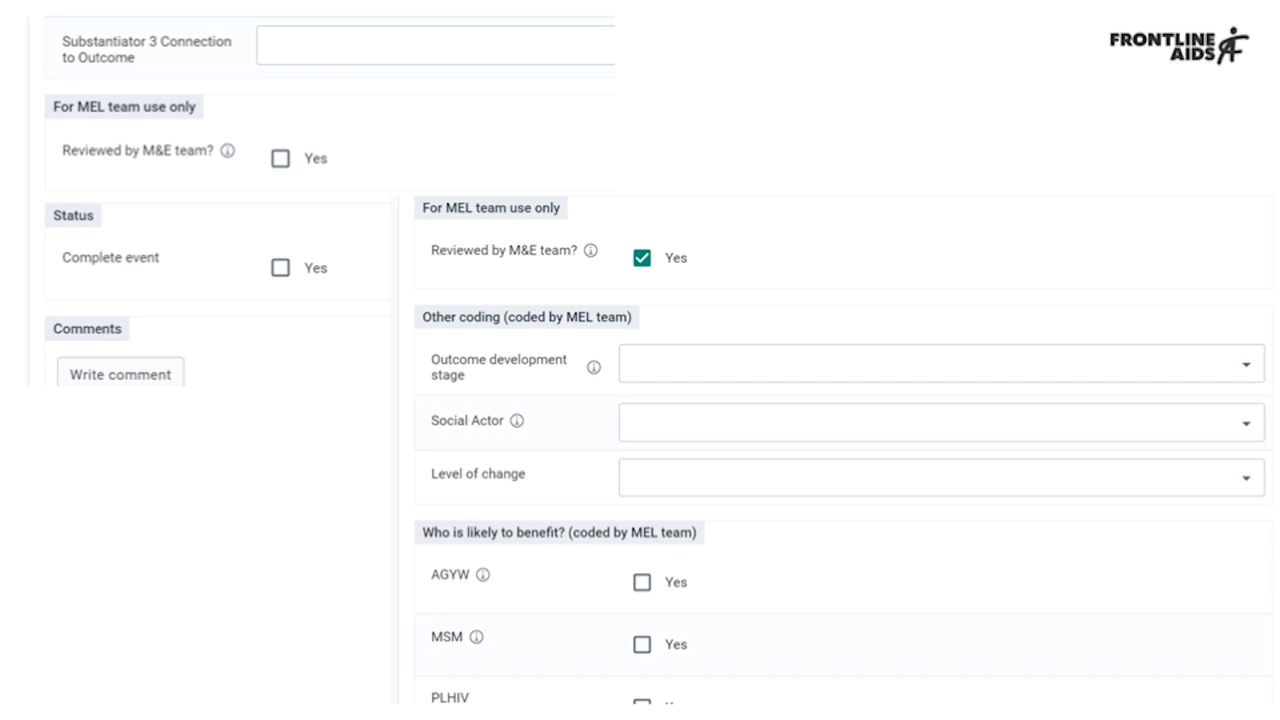 FRONTLINE
AIDS
Substantiator 3 Connection
to Outcome
For MEL team use only
Reviewed by M&E team?
Yes
Status
Complete event
Yes
Comments
Write comment
For MEL team use only
Reviewed by M&E team?
Yes
Other coding (coded by MEL team)
Outcome development
stage
Social Actor
Level of change
Who is likely to benefit? (coded by MEL team)
AGYW
Yes
MSM
Yes
PLHIV